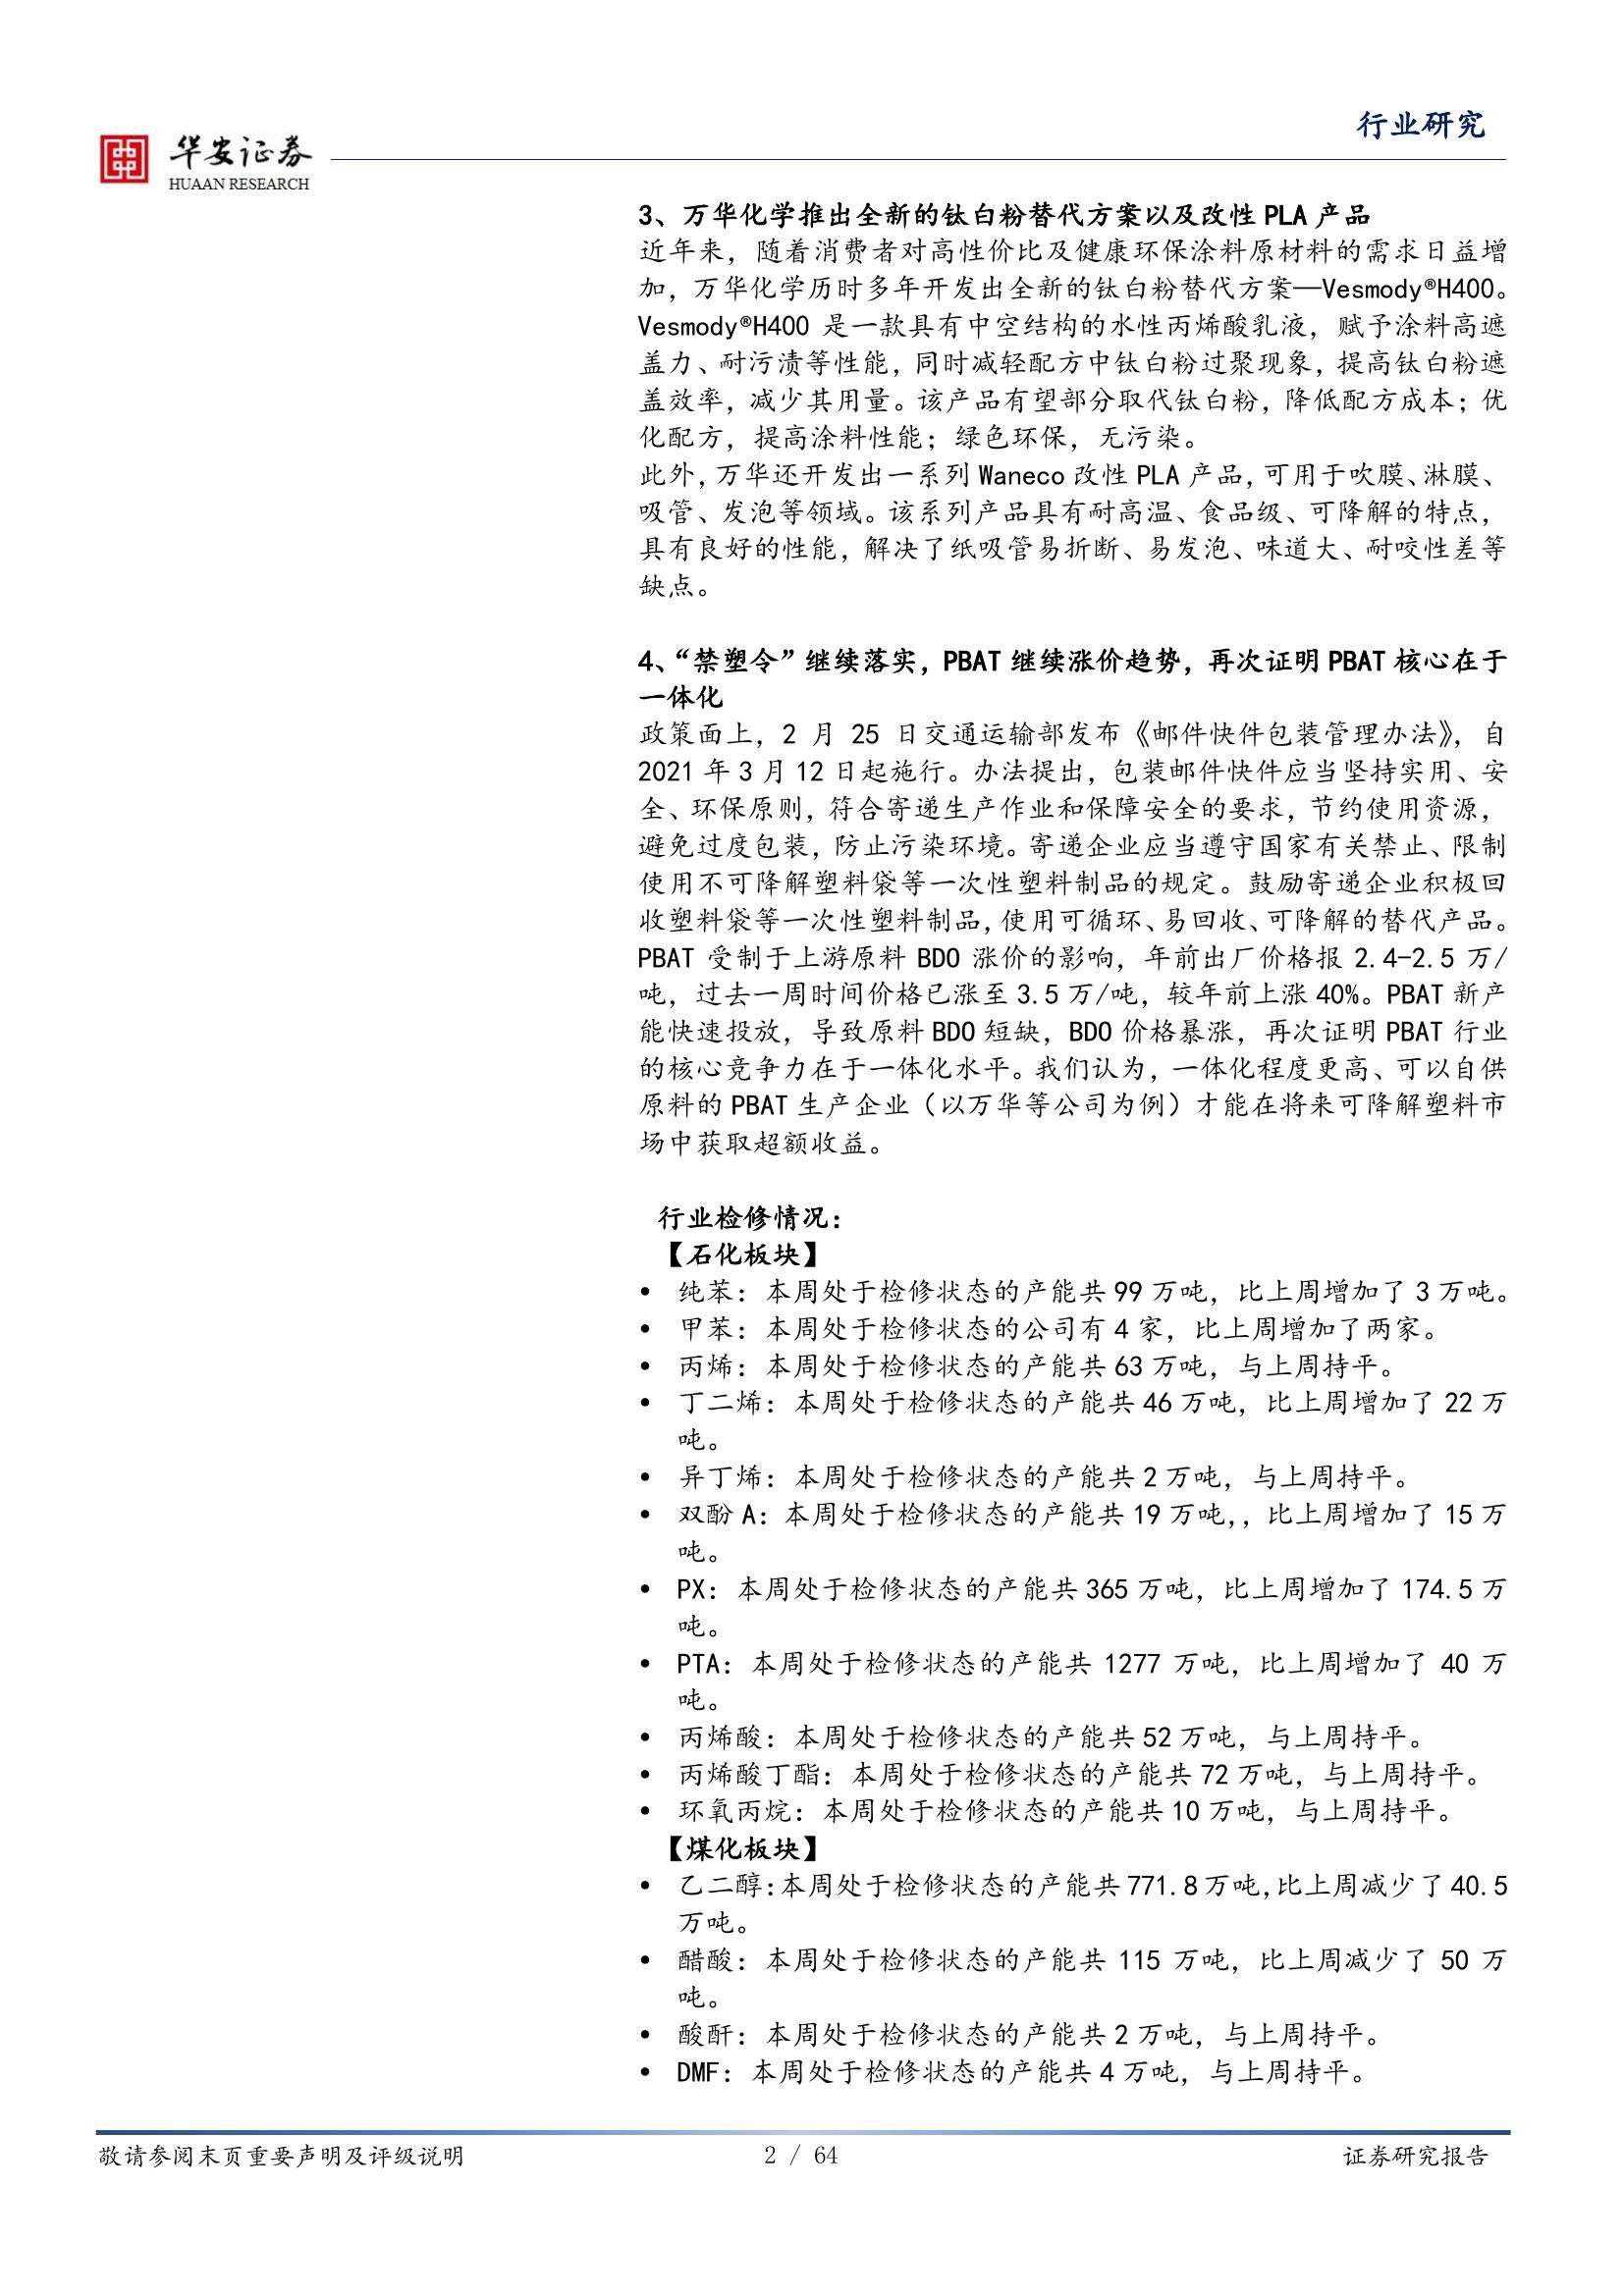 行业研究
华安证券
HUAAN RESEARCH
3、万华化学推出全新的钛白粉替代方案以及改性 PLA 产品
近年来，随着消费者对高性价比及健康环保涂料原材料的需求日益增
加，万华化学历时多年开发出全新的钛白粉替代方案—Vesmody®H400。
Vesmody®H400 是一款具有中空结构的水性丙烯酸乳液，赋予涂料高遮
盖力、耐污渍等性能，同时减轻配方中钛白粉过聚现象，提高钛白粉遮
盖效率，减少其用量。该产品有望部分取代钛白粉，降低配方成本；优
化配方，提高涂料性能；绿色环保，无污染。
此外，万华还开发出一系列 Waneco 改性 PLA 产品，可用于吹膜、淋膜、
吸管、发泡等领域。该系列产品具有耐高温、食品级、可降解的特点，
具有良好的性能，解决了纸吸管易折断、易发泡、味道大、耐咬性差等
缺点。
4、“禁塑令”继续落实，PBAT 继续涨价趋势，再次证明 PBAT 核心在于
一体化
政策面上，2 月 25 日交通运输部发布《邮件快件包装管理办法》，自
2021 年 3 月 12 日起施行。办法提出，包装邮件快件应当坚持实用、安
全、环保原则，符合寄递生产作业和保障安全的要求，节约使用资源，
避免过度包装，防止污染环境。寄递企业应当遵守国家有关禁止、限制
使用不可降解塑料袋等一次性塑料制品的规定。鼓励寄递企业积极回
收塑料袋等一次性塑料制品，使用可循环、易回收、可降解的替代产品。
PBAT 受制于上游原料 BDO 涨价的影响，年前出厂价格报 2.4-2.5 万/
吨，过去一周时间价格已涨至 3.5 万/吨，较年前上涨 40%。PBAT 新产
能快速投放，导致原料 BDO 短缺，BDO 价格暴涨，再次证明 PBAT 行业
的核心竞争力在于一体化水平。我们认为，一体化程度更高、可以自供
原料的 PBAT 生产企业（以万华等公司为例）才能在将来可降解塑料市
场中获取超额收益。
行业检修情况：
【石化板块】
• 纯苯：本周处于检修状态的产能共 99 万吨，比上周增加了 3 万吨。
• 甲苯：本周处于检修状态的公司有 4 家，比上周增加了两家。
• 丙烯：本周处于检修状态的产能共 63 万吨，与上周持平。
• 丁二烯：本周处于检修状态的产能共 46 万吨，比上周增加了 22 万
吨。
• 异丁烯：本周处于检修状态的产能共 2 万吨，与上周持平。
• 双酚 A：本周处于检修状态的产能共 19 万吨,，比上周增加了 15 万
吨。
• PX：本周处于检修状态的产能共 365 万吨，比上周增加了 174.5 万
吨。
• PTA：本周处于检修状态的产能共 1277 万吨，比上周增加了 40 万
吨。
• 丙烯酸：本周处于检修状态的产能共 52 万吨，与上周持平。
• 丙烯酸丁酯：本周处于检修状态的产能共 72 万吨，与上周持平。
• 环氧丙烷：本周处于检修状态的产能共 10 万吨，与上周持平。
【煤化板块】
• 乙二醇：本周处于检修状态的产能共 771.8 万吨，比上周减少了 40.5
万吨。
• 醋酸：本周处于检修状态的产能共 115 万吨，比上周减少了 50 万
吨。
• 酸酐：本周处于检修状态的产能共 2 万吨，与上周持平。
• DMF：本周处于检修状态的产能共 4 万吨，与上周持平。
敬请参阅末页重要声明及评级说明
2 / 64
证券研究报告